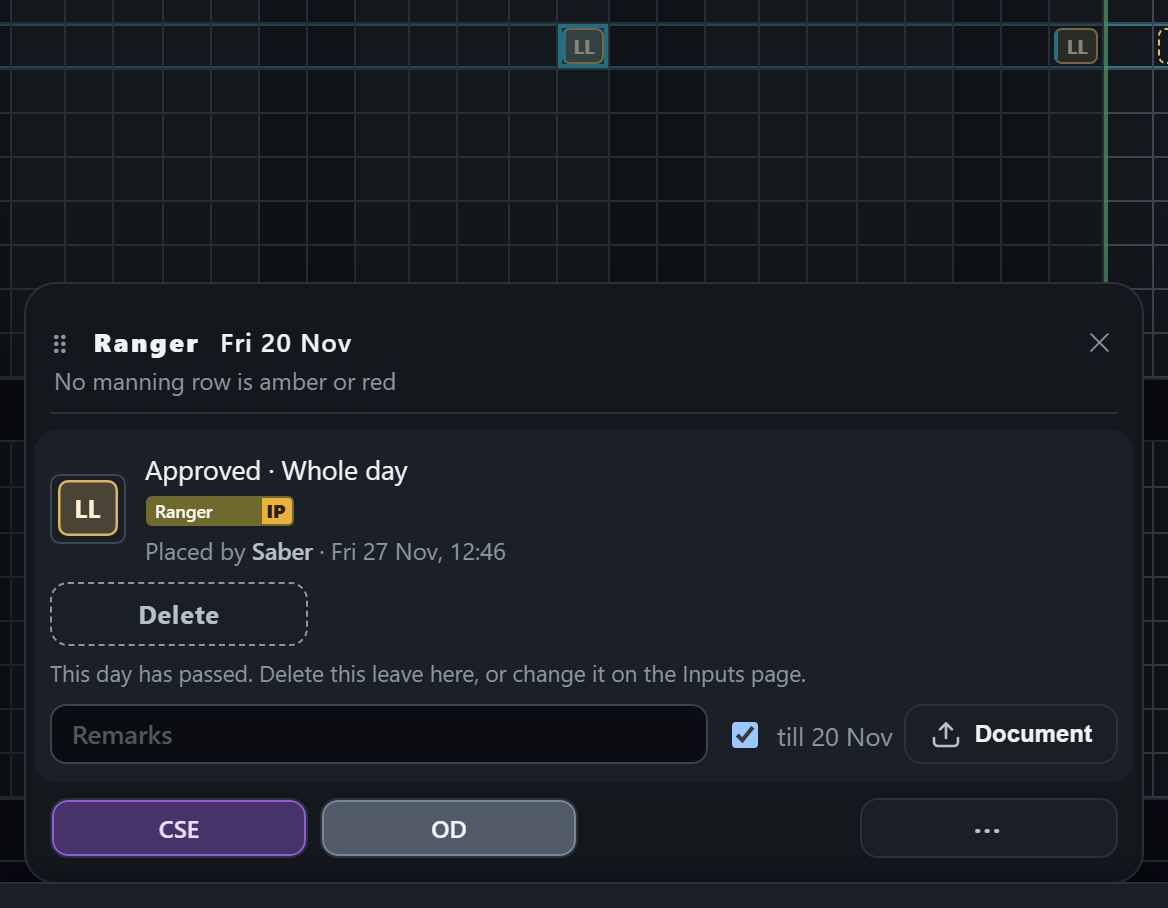 LL LL
Ranger Fri 20 Nov
No manning row is amber or red
LL
Approved · Whole day
Ranger IP
Placed by Saber · Fri 27 Nov, 12:46
Delete
This day has passed. Delete this leave here, or change it on the Inputs page.
Remarks till 20 Nov Document
CSE OD ...